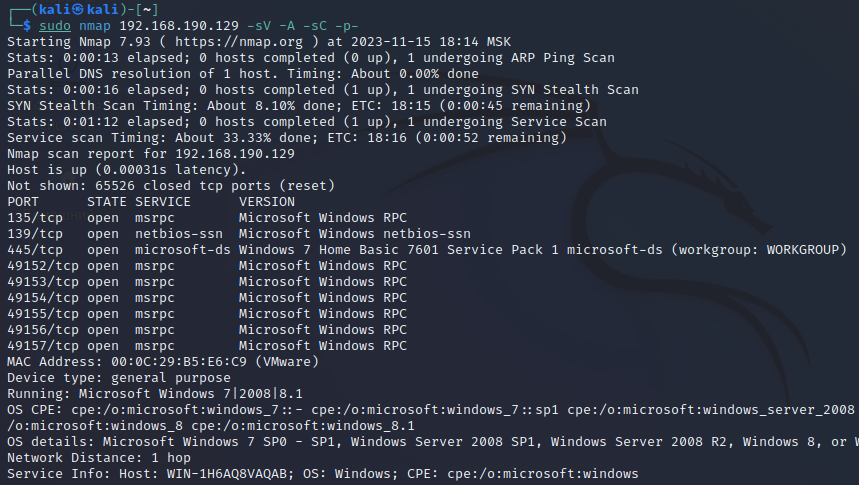 ┌──(kali㉿kali)-[~]
└─$ sudo nmap 192.168.190.129 -sV -A -sC -p-
Starting Nmap 7.93 ( https://nmap.org ) at 2023-11-15 18:14 MSK
Stats: 0:00:13 elapsed; 0 hosts completed (0 up), 1 undergoing ARP Ping Scan
Parallel DNS resolution of 1 host. Timing: About 0.00% done
Stats: 0:00:16 elapsed; 0 hosts completed (1 up), 1 undergoing SYN Stealth Scan
SYN Stealth Scan Timing: About 8.10% done; ETC: 18:15 (0:00:45 remaining)
Stats: 0:01:12 elapsed; 0 hosts completed (1 up), 1 undergoing Service Scan
Service scan Timing: About 33.33% done; ETC: 18:16 (0:00:52 remaining)
Nmap scan report for 192.168.190.129
Host is up (0.00031s latency).
Not shown: 65526 closed tcp ports (reset)
PORT      STATE SERVICE      VERSION
135/tcp   open  msrpc        Microsoft Windows RPC
139/tcp   open  netbios-ssn  Microsoft Windows netbios-ssn
445/tcp   open  microsoft-ds Windows 7 Home Basic 7601 Service Pack 1 microsoft-ds (workgroup: WORKGROUP)
49152/tcp open  msrpc        Microsoft Windows RPC
49153/tcp open  msrpc        Microsoft Windows RPC
49154/tcp open  msrpc        Microsoft Windows RPC
49155/tcp open  msrpc        Microsoft Windows RPC
49156/tcp open  msrpc        Microsoft Windows RPC
49157/tcp open  msrpc        Microsoft Windows RPC
MAC Address: 00:0C:29:B5:E6:C9 (VMware)
Device type: general purpose
Running: Microsoft Windows 7|2008|8.1
OS CPE: cpe:/o:microsoft:windows_7::- cpe:/o:microsoft:windows_7::sp1 cpe:/o:microsoft:windows_server_2008
/o:microsoft:windows_8 cpe:/o:microsoft:windows_8.1
OS details: Microsoft Windows 7 SP0 - SP1, Windows Server 2008 SP1, Windows Server 2008 R2, Windows 8, or
Network Distance: 1 hop
Service Info: Host: WIN-1H6AQ8VAQAB; OS: Windows; CPE: cpe:/o:microsoft:windows